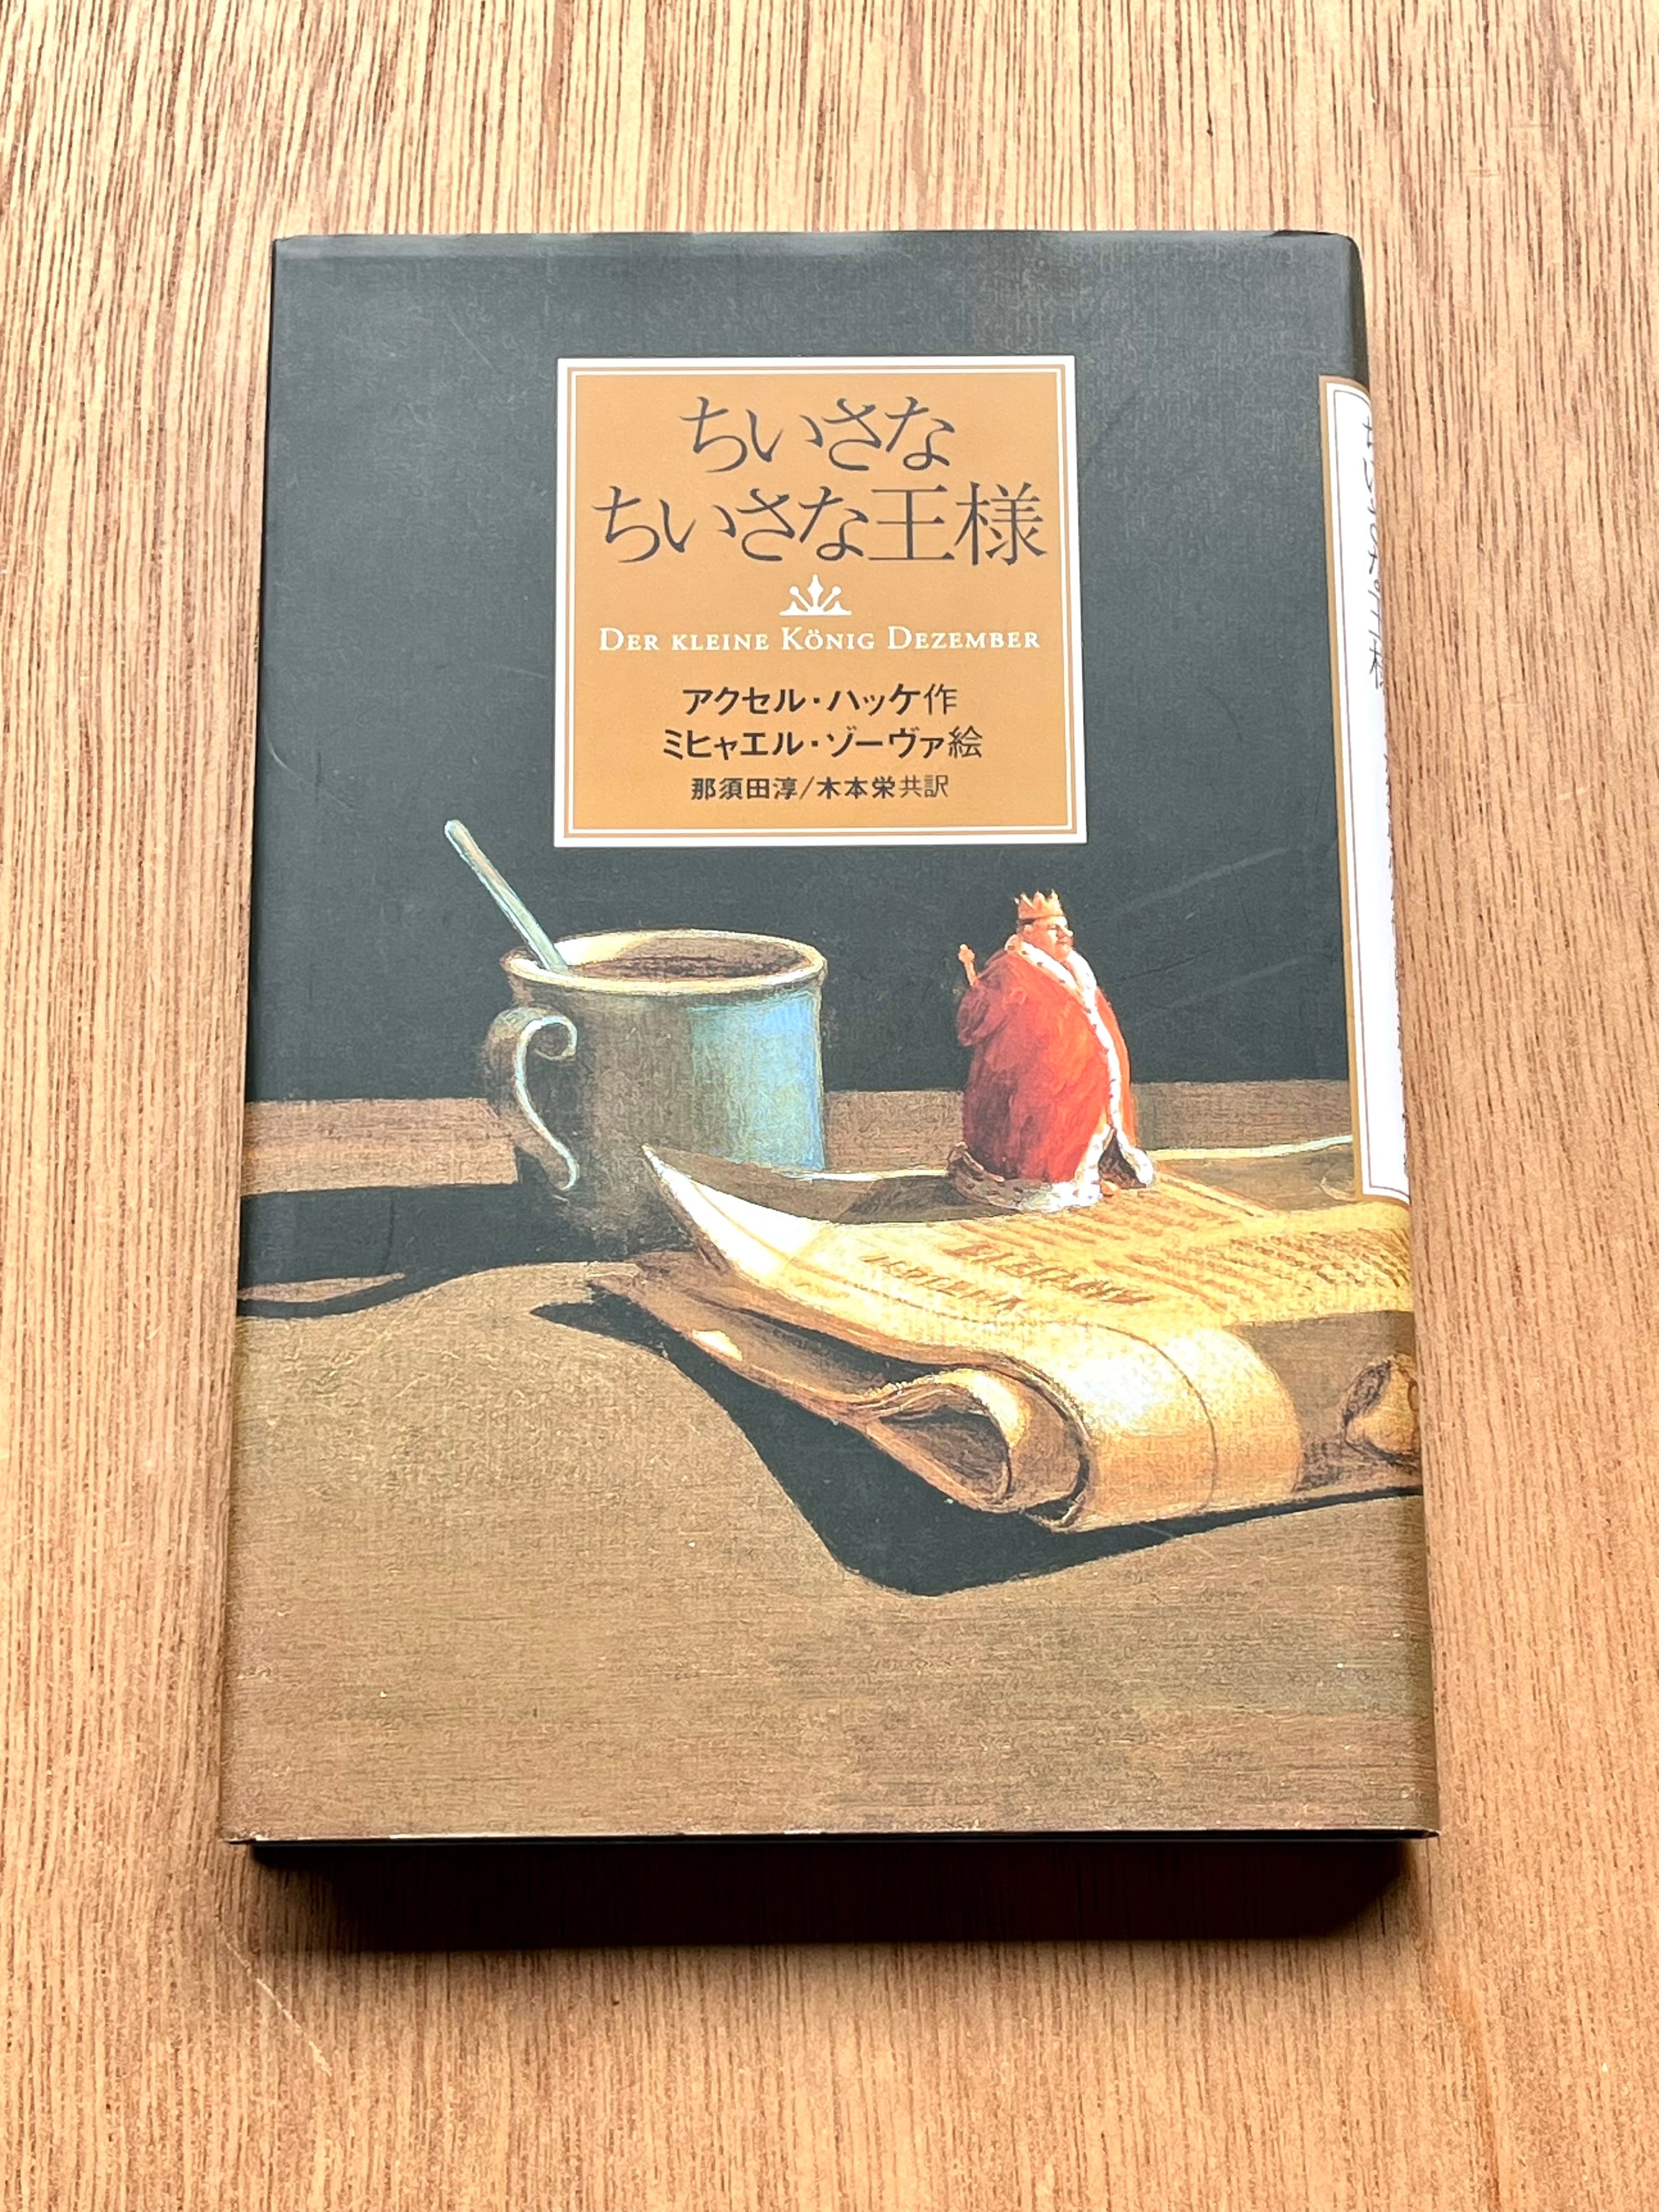 ちいさな
ちいさな王様
DER KLEINE KÖNIG DEZEMBER
アクセル・ハッケ作
ミヒャエル・ゾーヴァ絵
那須田淳/木本栄共訳